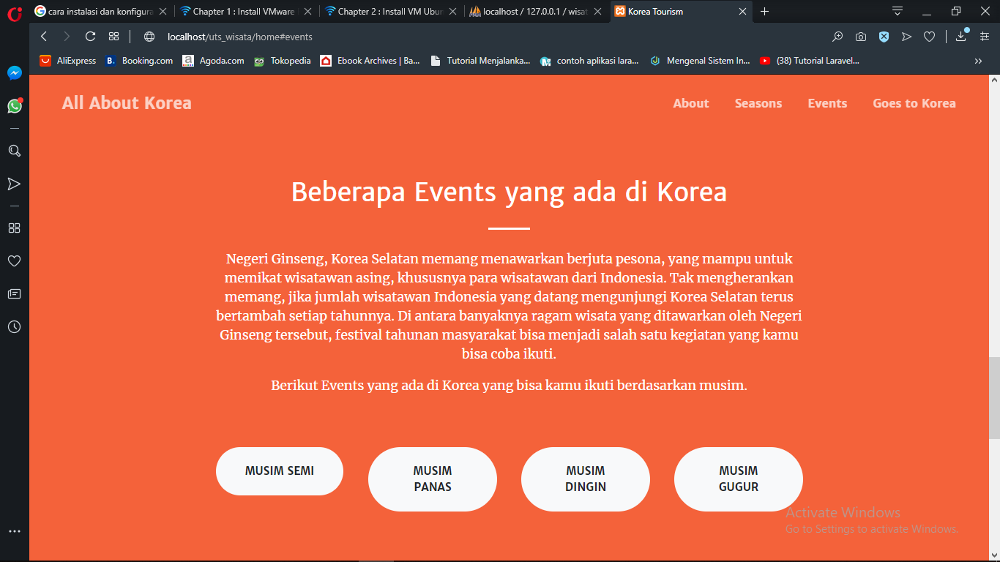 cara instalasi dan konfigura
Chapter 1 : Install VMware
Chapter 2 : Install VM Ubun
localhost / 127.0.0.1 / wisat
Korea Tourism
localhost/uts_wisata/home#events
AliExpress
B. Booking.com
a Agoda.com
Tokopedia
Ebook Archives | Ba...
Tutorial Menjalanka...
contoh aplikasi lara...
Mengenal Sistem In...
(38) Tutorial Laravel...
All About Korea
About
Seasons
Events
Goes to Korea
Beberapa Events yang ada di Korea
Negeri Ginseng, Korea Selatan memang menawarkan berjuta pesona, yang mampu untuk
memikat wisatawan asing, khususnya para wisatawan dari Indonesia. Tak mengherankan
memang, jika jumlah wisatawan Indonesia yang datang mengunjungi Korea Selatan terus
bertambah setiap tahunnya. Di antara banyaknya ragam wisata yang ditawarkan oleh Negeri
Ginseng tersebut, festival tahunan masyarakat bisa menjadi salah satu kegiatan yang kamu
bisa coba ikuti.
Berikut Events yang ada di Korea yang bisa kamu ikuti berdasarkan musim.
MUSIM SEMI
MUSIM
PANAS
MUSIM
DINGIN
MUSIM
GUGUR
Activate Windows
Go to Settings to activate Windows.